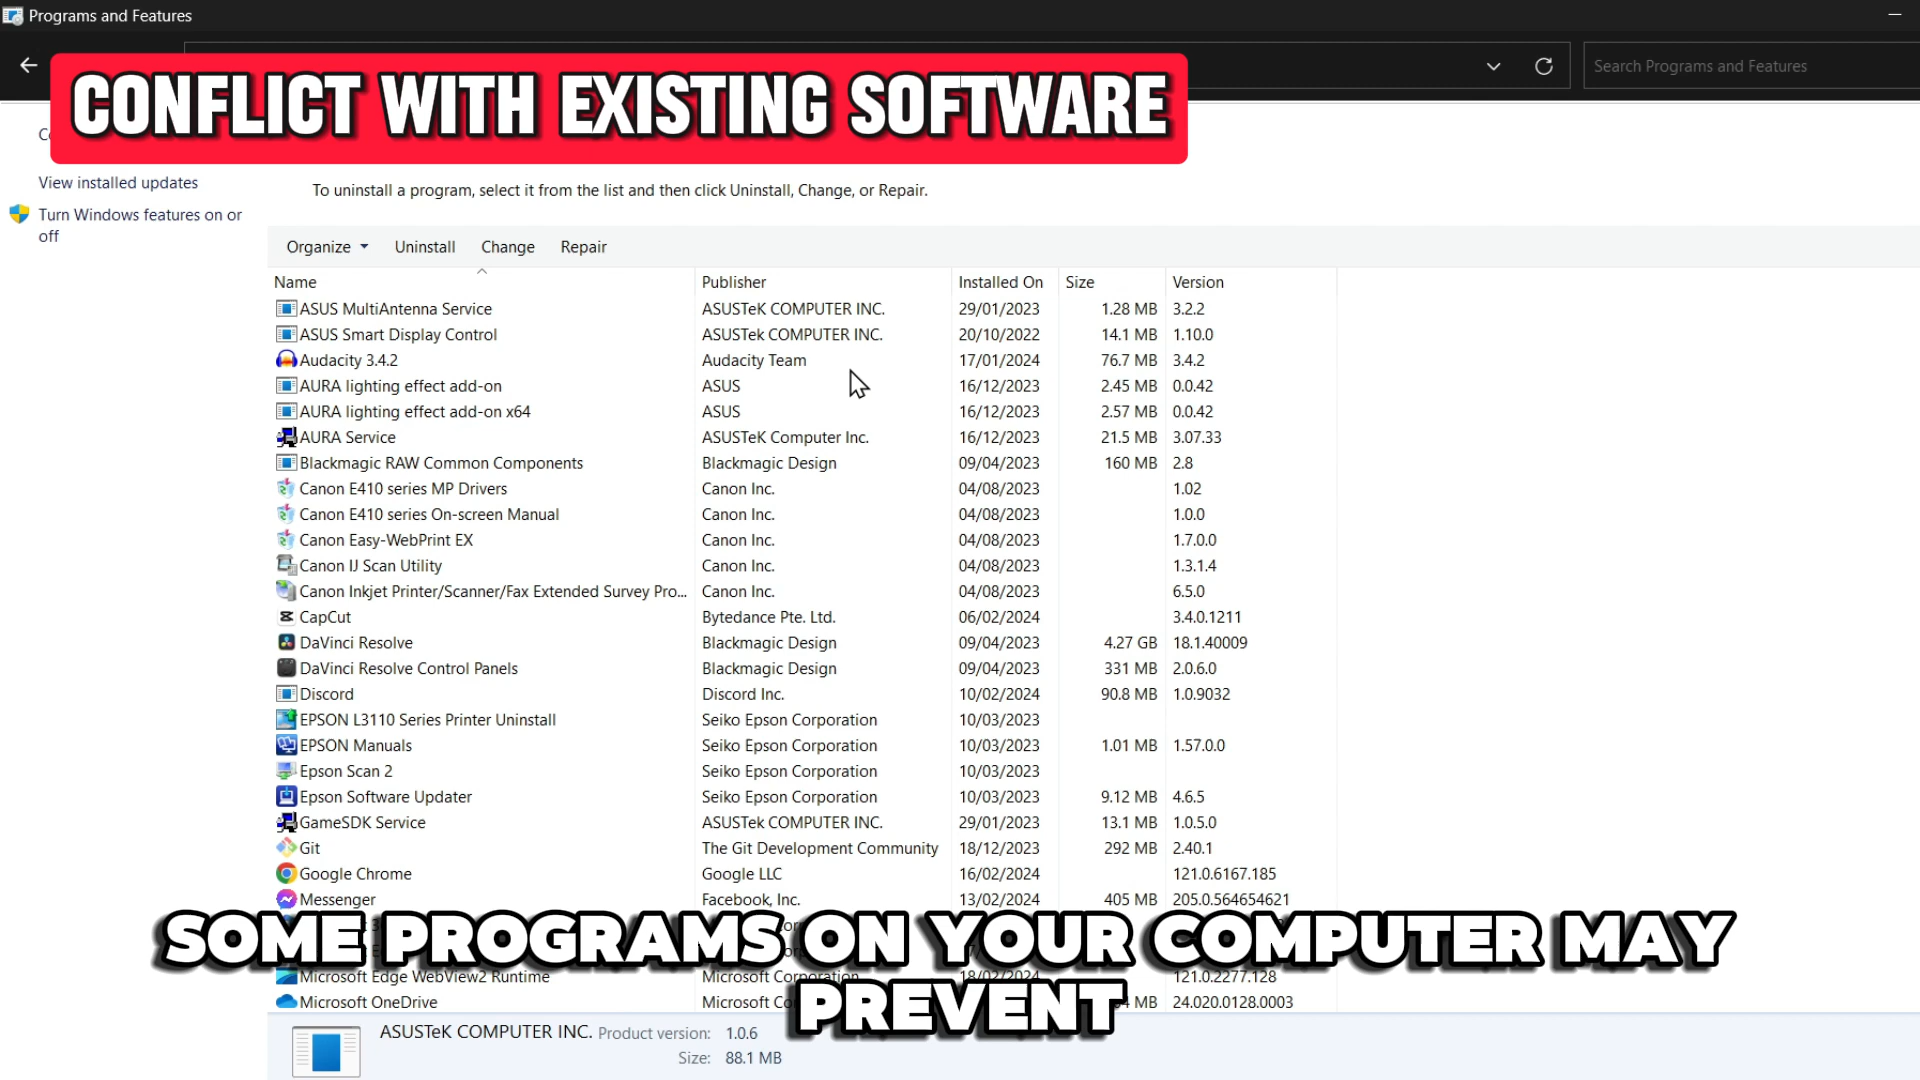 Programs and Features
Search Programs and Features
CONFLICT WITH EXISTING SOFTWARE
View installed updates
Turn Windows features on or
off
To uninstall a program, select it from the list and then click Uninstall, Change, or Repair.
Organize Uninstall Change Repair
Name Publisher Installed On Size Version
ASUS MultiAntenna Service ASUSTeK COMPUTER INC. 29/01/2023 1.28 MB 3.2.2
ASUS Smart Display Control ASUSTek COMPUTER INC. 20/10/2022 14.1 MB 1.10.0
Audacity 3.4.2 Audacity Team 17/01/2024 76.7 MB 3.4.2
AURA lighting effect add-on ASUS 16/12/2023 2.45 MB 0.0.42
AURA lighting effect add-on x64 ASUS 16/12/2023 2.57 MB 0.0.42
AURA Service ASUSTeK Computer Inc. 16/12/2023 21.5 MB 3.07.33
Blackmagic RAW Common Components Blackmagic Design 09/04/2023 160 MB 2.8
Canon E410 series MP Drivers Canon Inc. 04/08/2023 1.02
Canon E410 series On-screen Manual Canon Inc. 04/08/2023 1.0.0
Canon Easy-WebPrint EX Canon Inc. 04/08/2023 1.7.0.0
Canon IJ Scan Utility Canon Inc. 04/08/2023 1.3.1.4
Canon Inkjet Printer/Scanner/Fax Extended Survey Pro... Canon Inc. 04/08/2023 6.5.0
CapCut Bytedance Pte. Ltd. 06/02/2024 3.4.0.1211
DaVinci Resolve Blackmagic Design 09/04/2023 4.27 GB 18.1.40009
DaVinci Resolve Control Panels Blackmagic Design 09/04/2023 331 MB 2.0.6.0
Discord Discord Inc. 10/02/2024 90.8 MB 1.0.9032
EPSON L3110 Series Printer Uninstall Seiko Epson Corporation 10/03/2023
EPSON Manuals Seiko Epson Corporation 10/03/2023 1.01 MB 1.57.0.0
Epson Scan 2 Seiko Epson Corporation 10/03/2023
Epson Software Updater Seiko Epson Corporation 10/03/2023 9.12 MB 4.6.5
GameSDK Service ASUSTeK COMPUTER INC. 29/01/2023 13.1 MB 1.0.5.0
Git The Git Development Community 18/12/2023 292 MB 2.40.1
Google Chrome Google LLC 16/02/2024 121.0.6167.185
Messenger Facebook, Inc. 13/02/2024 405 MB 205.0.564654621
SOME PROGRAMS ON YOUR COMPUTER MAY
Microsoft Edge WebView2 Runtime Microsoft Corporation 18/02/2024 121.0.2277.128
PREVENT
Microsoft OneDrive Microsoft MB 24.020.0128.0003
ASUSTeK COMPUTER INC. Product version: 1.0.6
Size: 88.1 MB